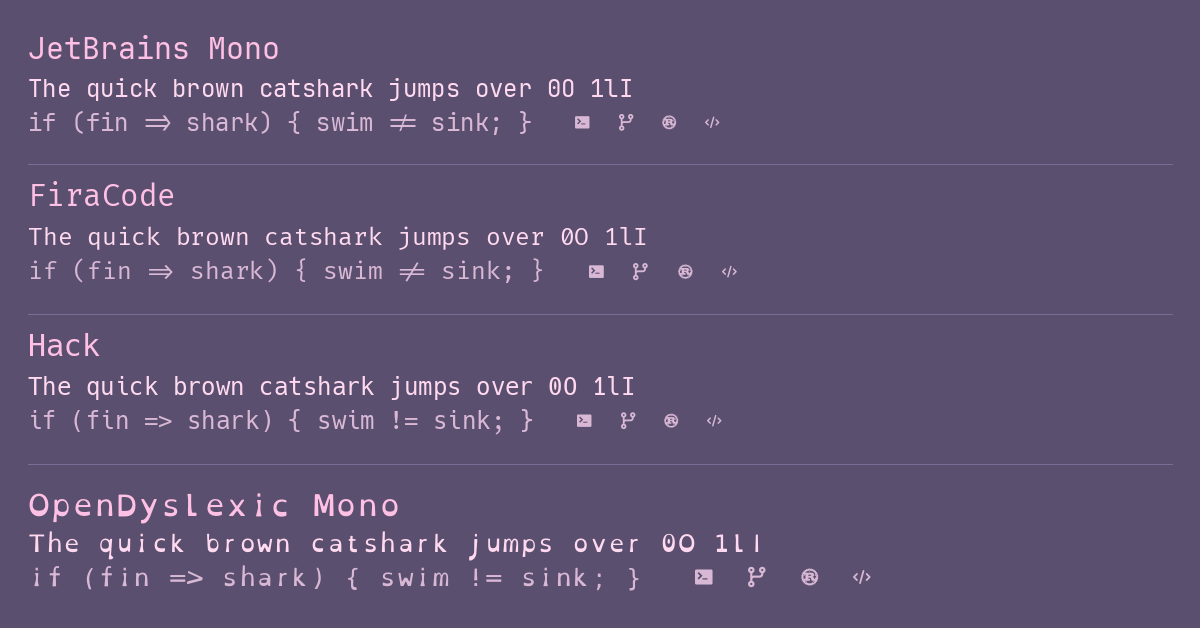 JetBrains Mono
The quick brown catshark jumps over 0O 1lI
if (fin => shark) { swim != sink; }
FiraCode
The quick brown catshark jumps over 0O 1lI
if (fin => shark) { swim != sink; }
Hack
The quick brown catshark jumps over 0O 1lI
if (fin => shark) { swim != sink; }
OpenDyslexic Mono
The quick brown catshark jumps over 0O 1lI
if (fin => shark) { swim != sink; }